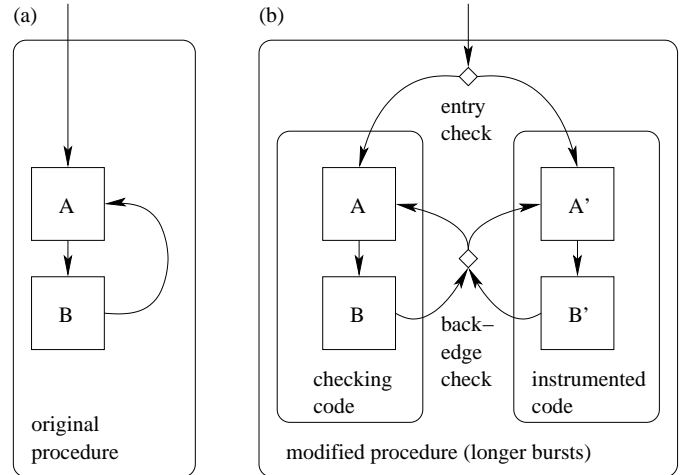 (a)
A
B
original
procedure
(b)
entry
check
A
A'
B
B'
back–
edge
check
checking
code
instrumented
code
modified procedure (longer bursts)